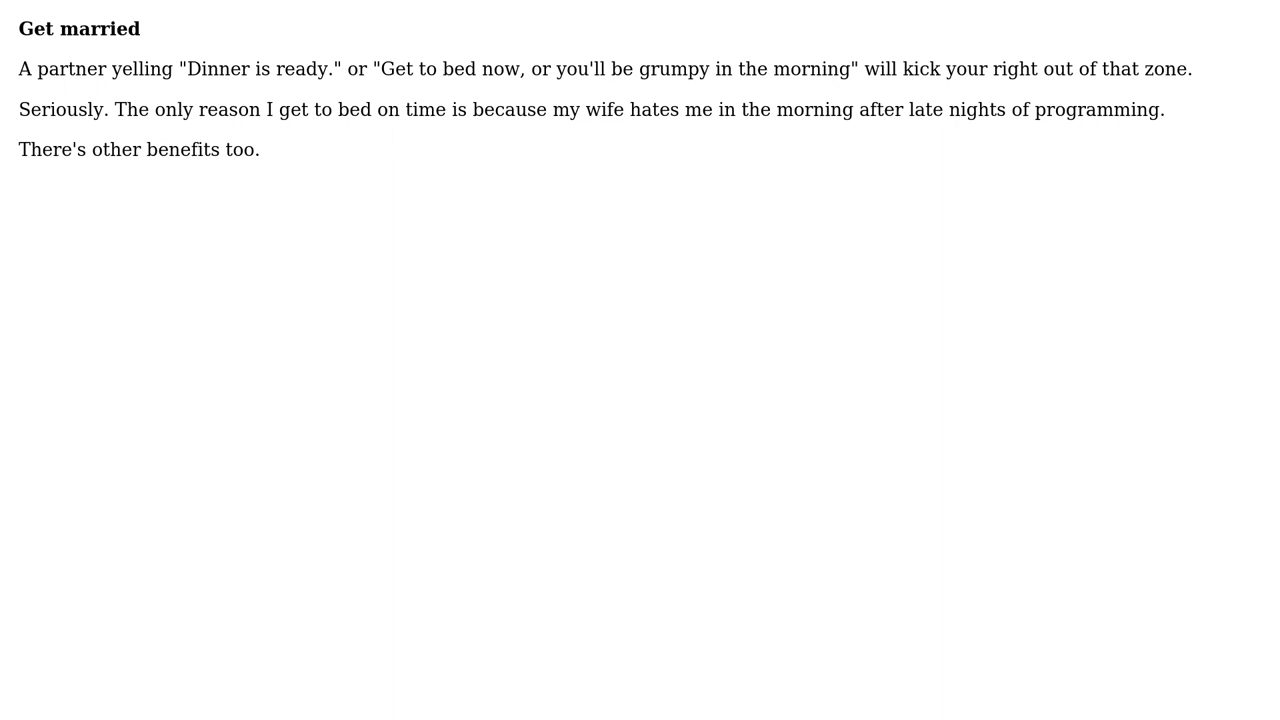 Get married
A partner yelling "Dinner is ready." or "Get to bed now, or you'll be grumpy in the morning" will kick your right out of that zone.
Seriously. The only reason I get to bed on time is because my wife hates me in the morning after late nights of programming.
There's other benefits too.